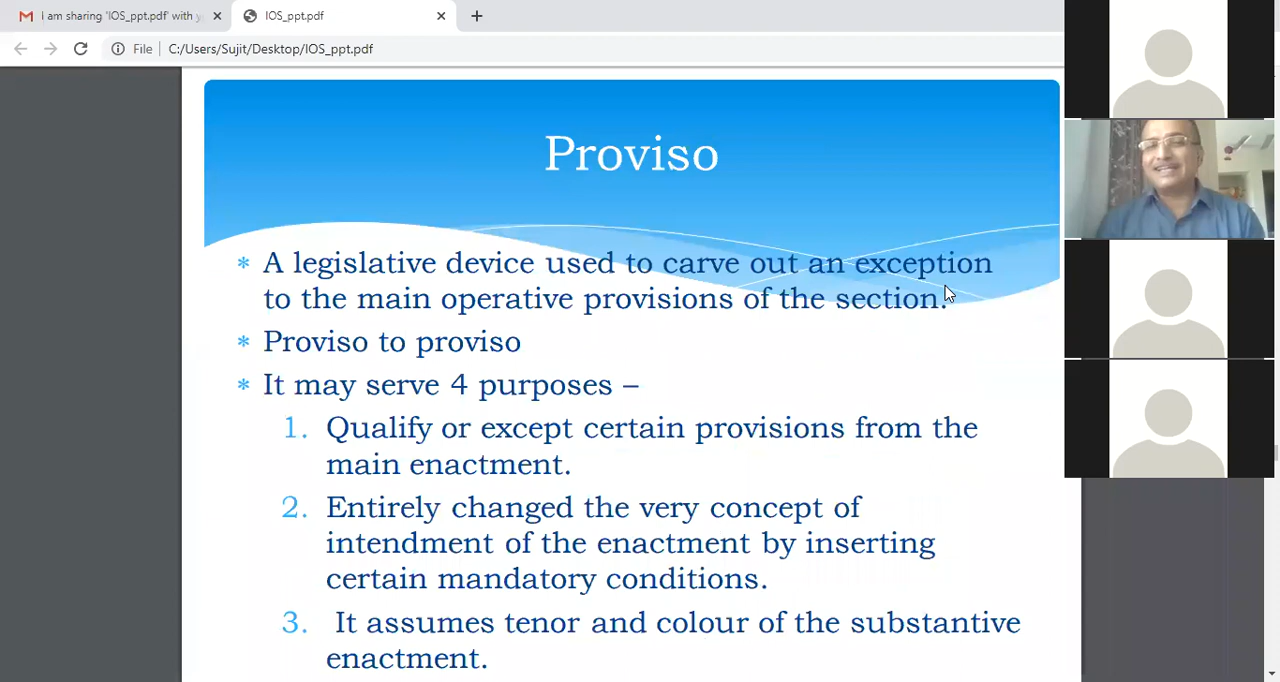 I am sharing 'IOS_ppt.pdf' with
IOS_ppt.pdf
File
C:/Users/Sujit/Desktop/IOS_ppt.pdf
Proviso
* A legislative device used to carve out an exception
to the main operative provisions of the section.
* Proviso to proviso
* It may serve 4 purposes –
1. Qualify or except certain provisions from the
main enactment.
2. Entirely changed the very concept of
intendment of the enactment by inserting
certain mandatory conditions.
3. It assumes tenor and colour of the substantive
enactment.